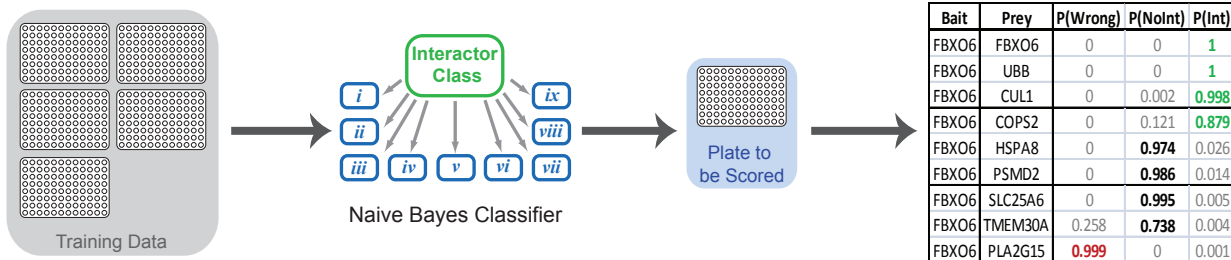 Training Data
Interactor
Class
i
ii
iii
iv
v
vi
vii
viii
ix
Naive Bayes Classifier
Plate to
be Scored
Bait Prey P(Wrong) P(NoInt) P(Int)
FBXO6 FBXO6 0 0 1
FBXO6 UBB 0 0 1
FBXO6 CUL1 0 0.002 0.998
FBXO6 COPS2 0 0.121 0.879
FBXO6 HSPA8 0 0.974 0.026
FBXO6 PSMD2 0 0.986 0.014
FBXO6 SLC25A6 0 0.995 0.005
FBXO6 TMEM30A 0.258 0.738 0.004
FBXO6 PLA2G15 0.999 0 0.001